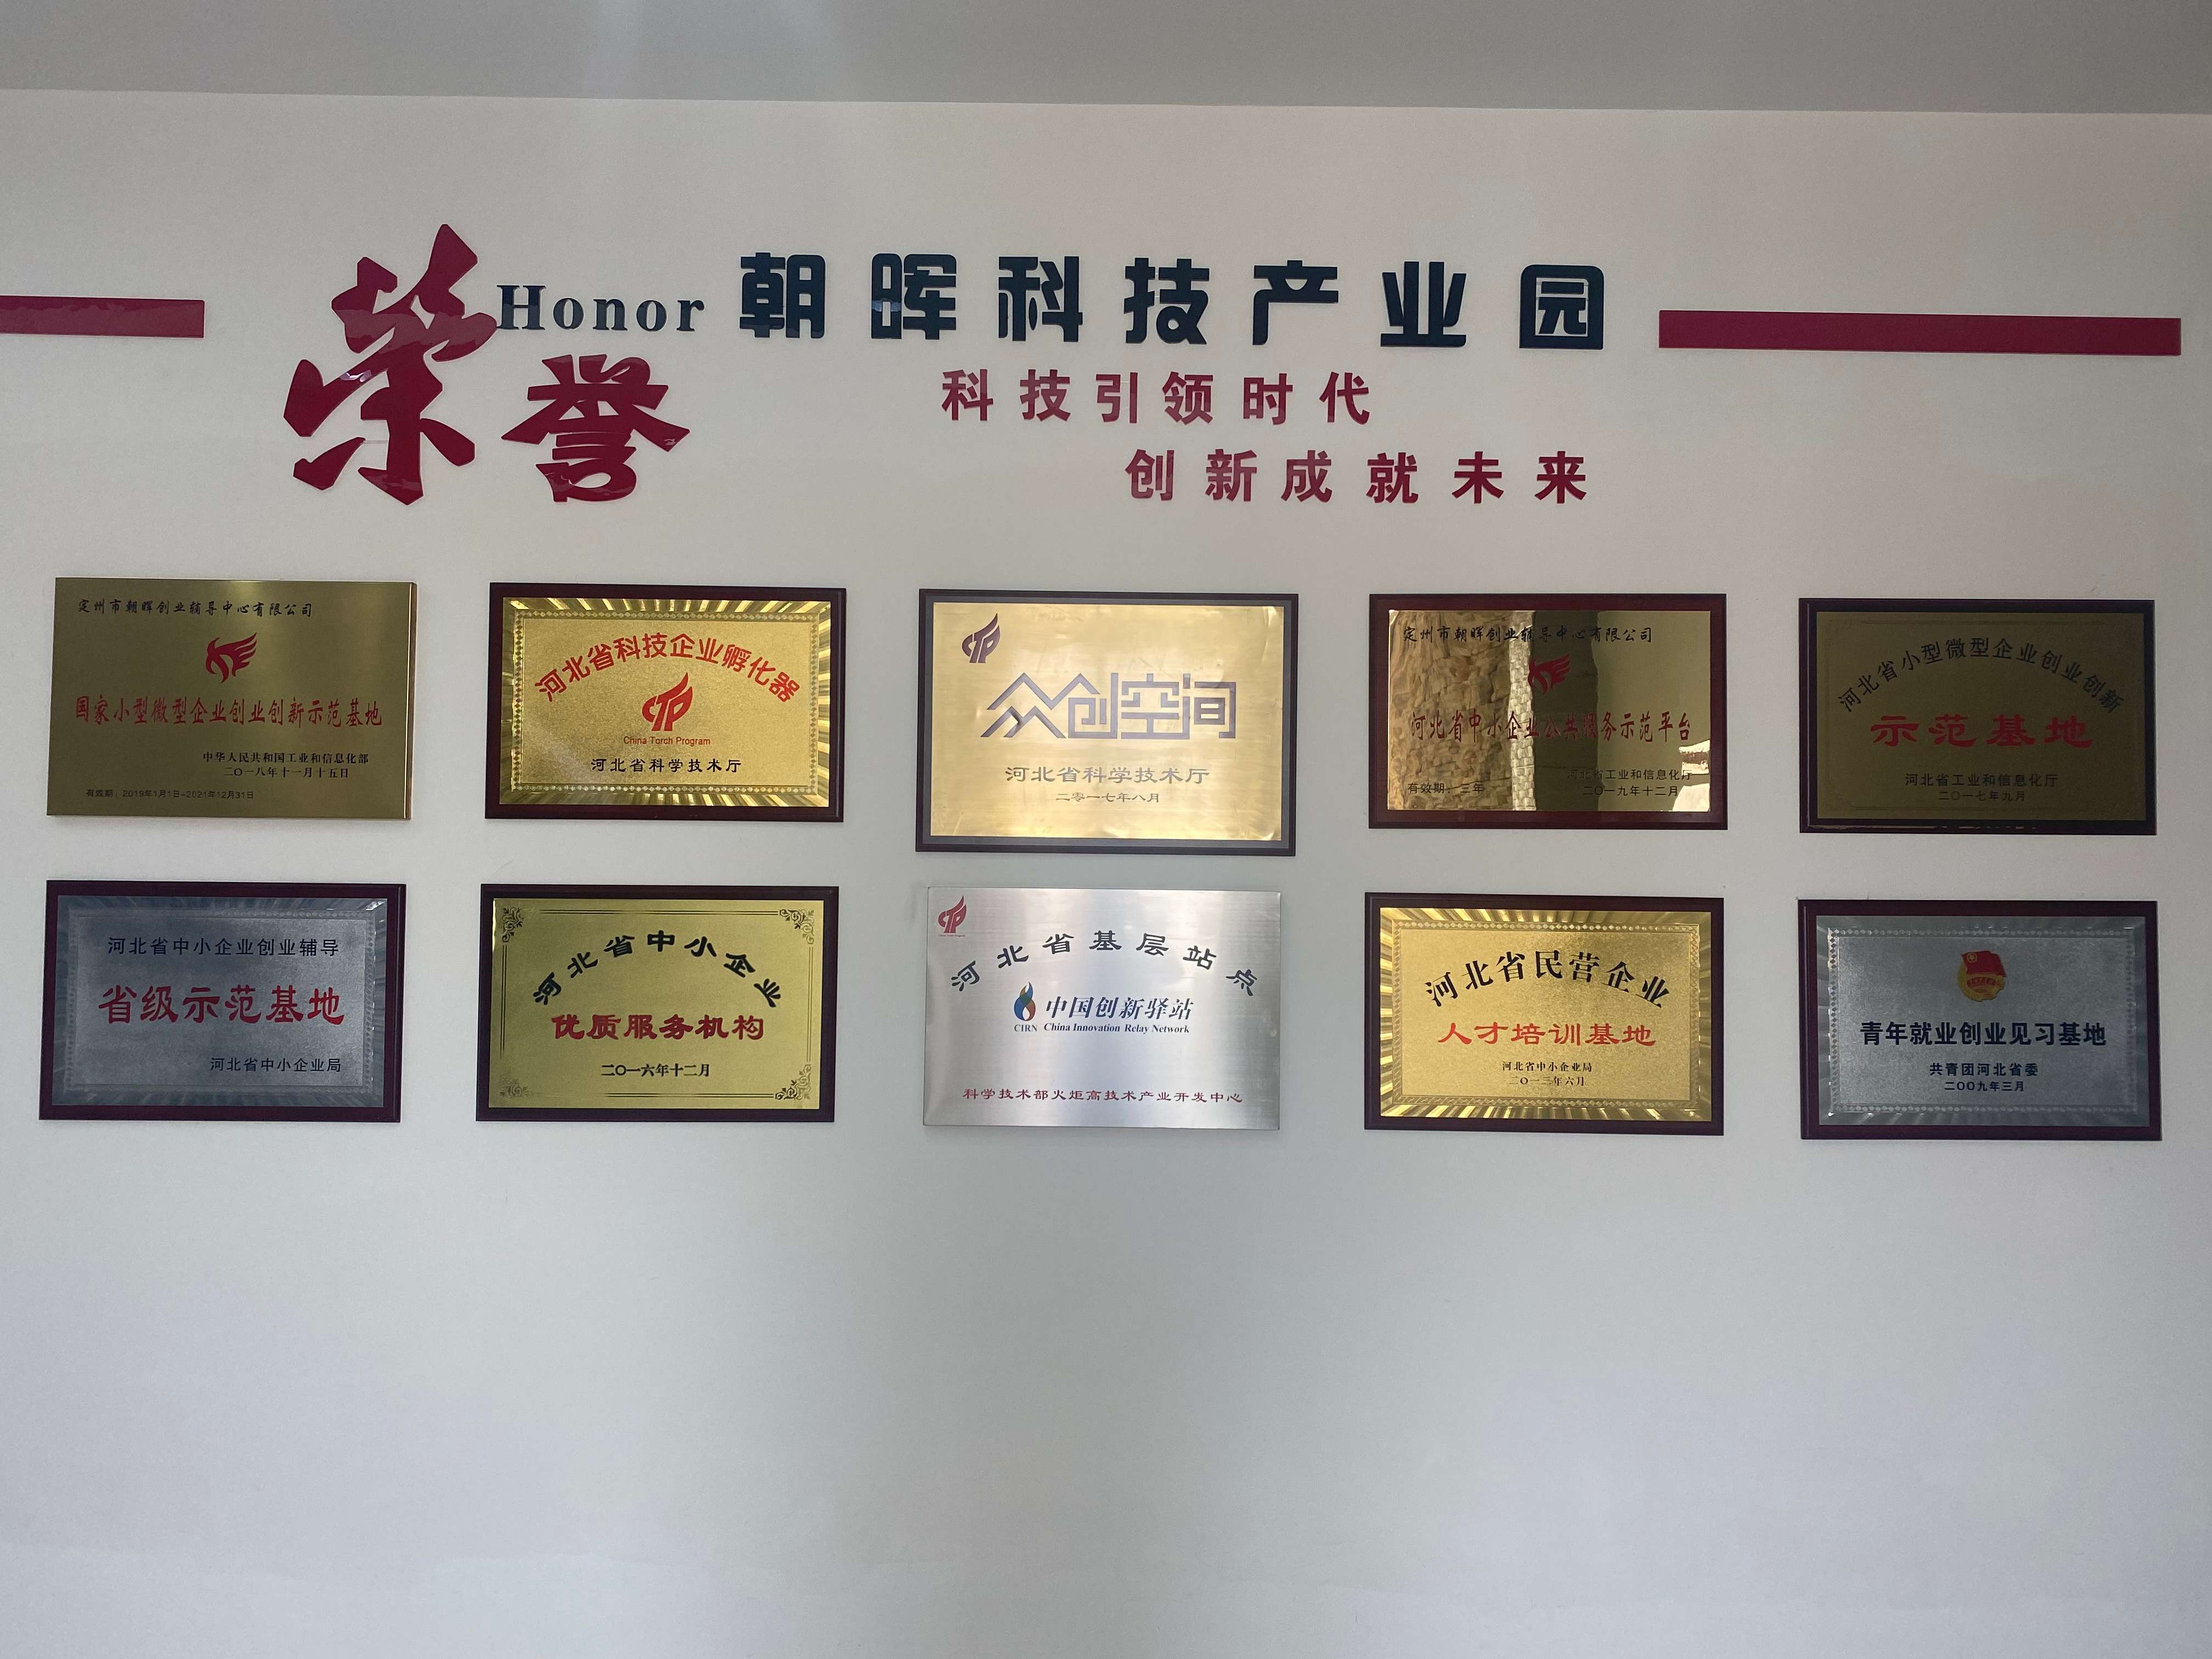 荣誉
Honor
朝晖科技产业园
科技引领时代
创新成就未来
定州市朝晖创业辅导中心有限公司
国家小型微型企业创业创新示范基地
中华人民共和国工业和信息化部
二〇一八年十一月十五日
有效期：2019年1月1日-2021年12月31日
河北省科技企业孵化器
China Torch Program
河北省科学技术厅
众创空间
河北省科学技术厅
二零一七年八月
定州市朝晖创业辅导中心有限公司
河北省中小企业公共服务示范平台
河北省工业和信息化厅
有效期：三年
二〇一九年十二月
河北省小型微型企业创业创新
示范基地
河北省工业和信息化厅
二〇一七年九月
河北省中小企业创业辅导
省级示范基地
河北省中小企业局
河北省中小企业
优质服务机构
二〇一六年十二月
河北省基层站点
中国创新驿站
CIRN China Innovation Relay Network
科学技术部火炬高技术产业开发中心
河北省民营企业
人才培训基地
河北省中小企业局
二〇一三年六月
青年就业创业见习基地
共青团河北省委
二〇〇九年三月